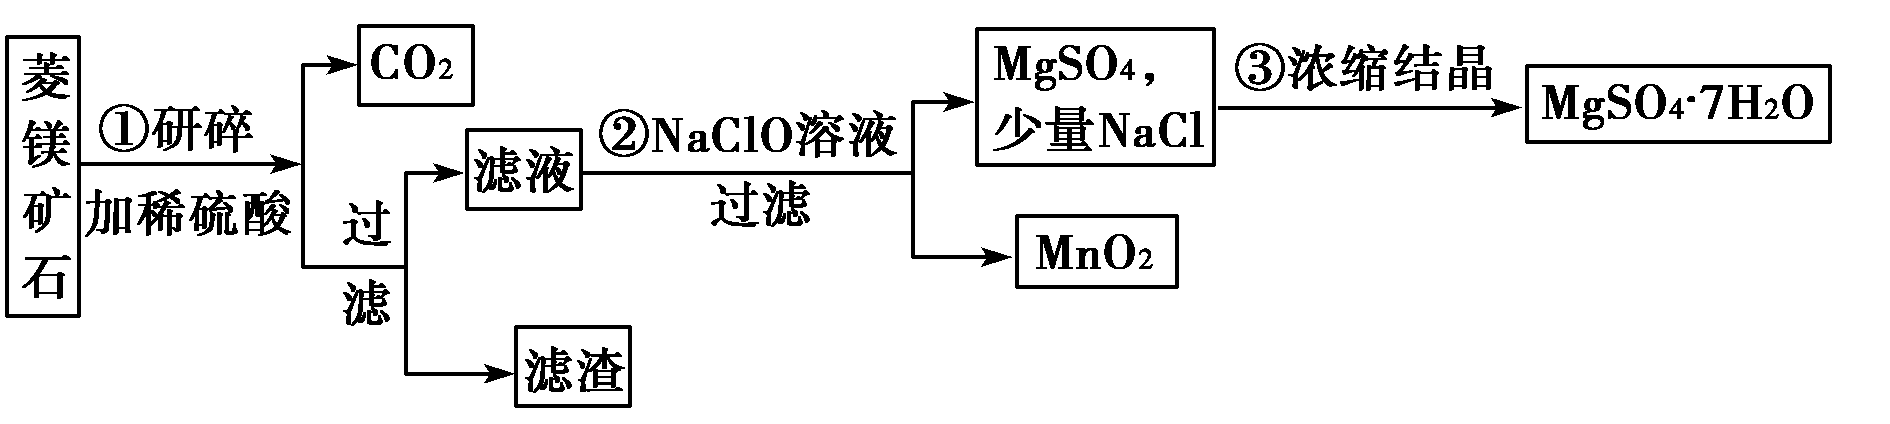 菱镁矿石
①研碎
加稀硫酸
CO₂
过滤
滤液
滤渣
②NaClO溶液
过滤
MgSO₄，
少量NaCl
MnO₂
③浓缩结晶
MgSO₄·7H₂O